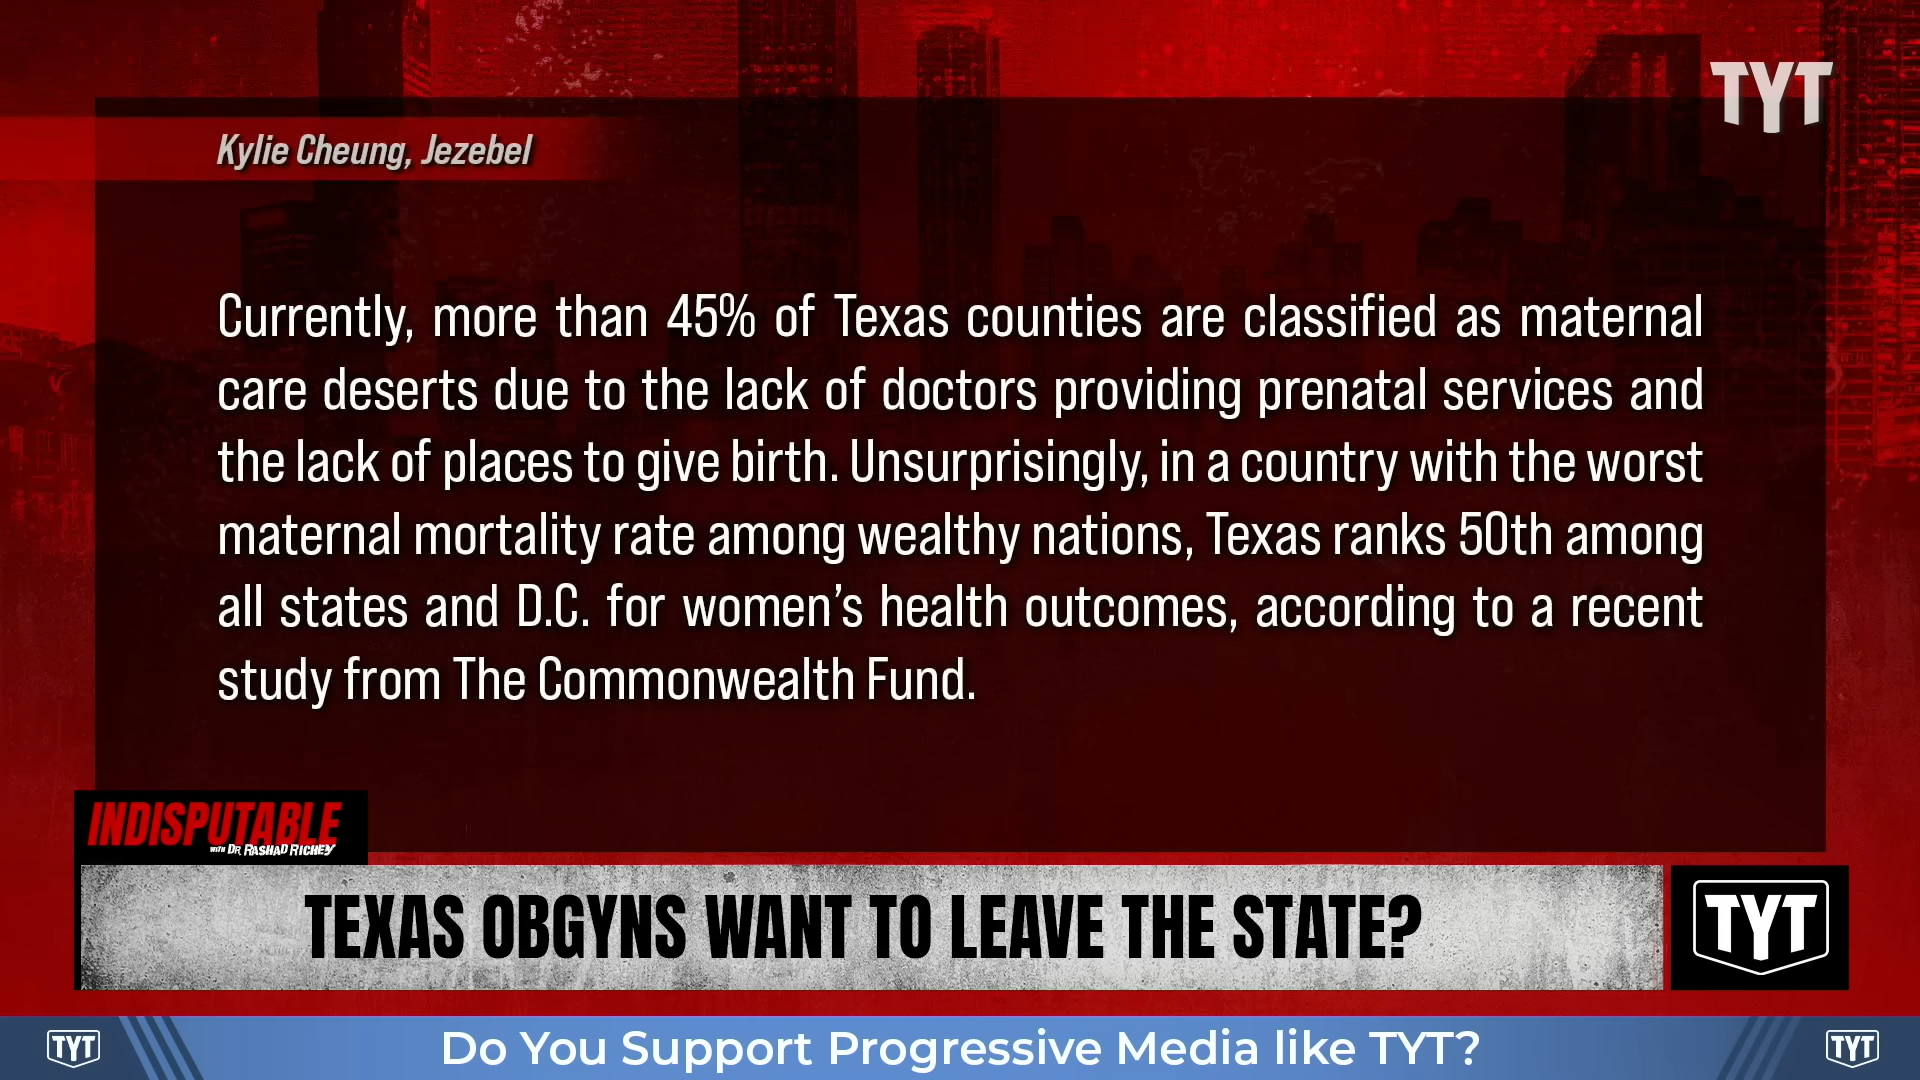 TYT
Kylie Cheung, Jezebel
Currently, more than 45% of Texas counties are classified as maternal
care deserts due to the lack of doctors providing prenatal services and
the lack of places to give birth. Unsurprisingly, in a country with the worst
maternal mortality rate among wealthy nations, Texas ranks 50th among
all states and D.C. for women’s health outcomes, according to a recent
study from The Commonwealth Fund.
INDISPUTABLE
WITH DR RASHAD RICHEY
TEXAS OBGYNS WANT TO LEAVE THE STATE?
TYT
TYT
Do You Support Progressive Media like TYT?
TYT